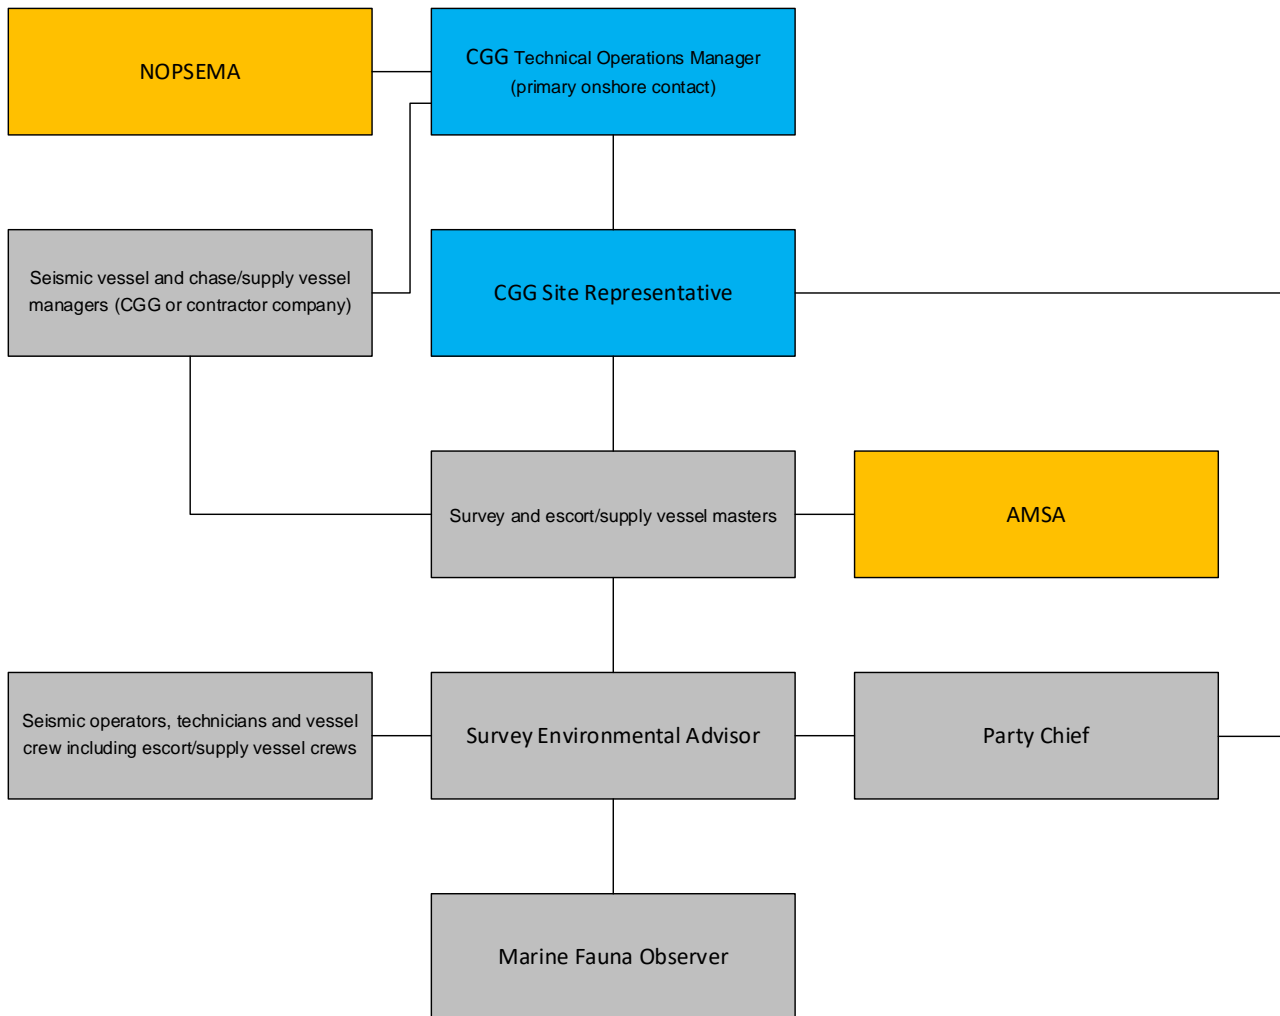 NOPSEMA
CGG Technical Operations Manager
(primary onshore contact)
Seismic vessel and chase/supply vessel
managers (CGG or contractor company)
CGG Site Representative
Survey and escort/supply vessel masters
AMSA
Seismic operators, technicians and vessel
crew including escort/supply vessel crews
Survey Environmental Advisor
Party Chief
Marine Fauna Observer